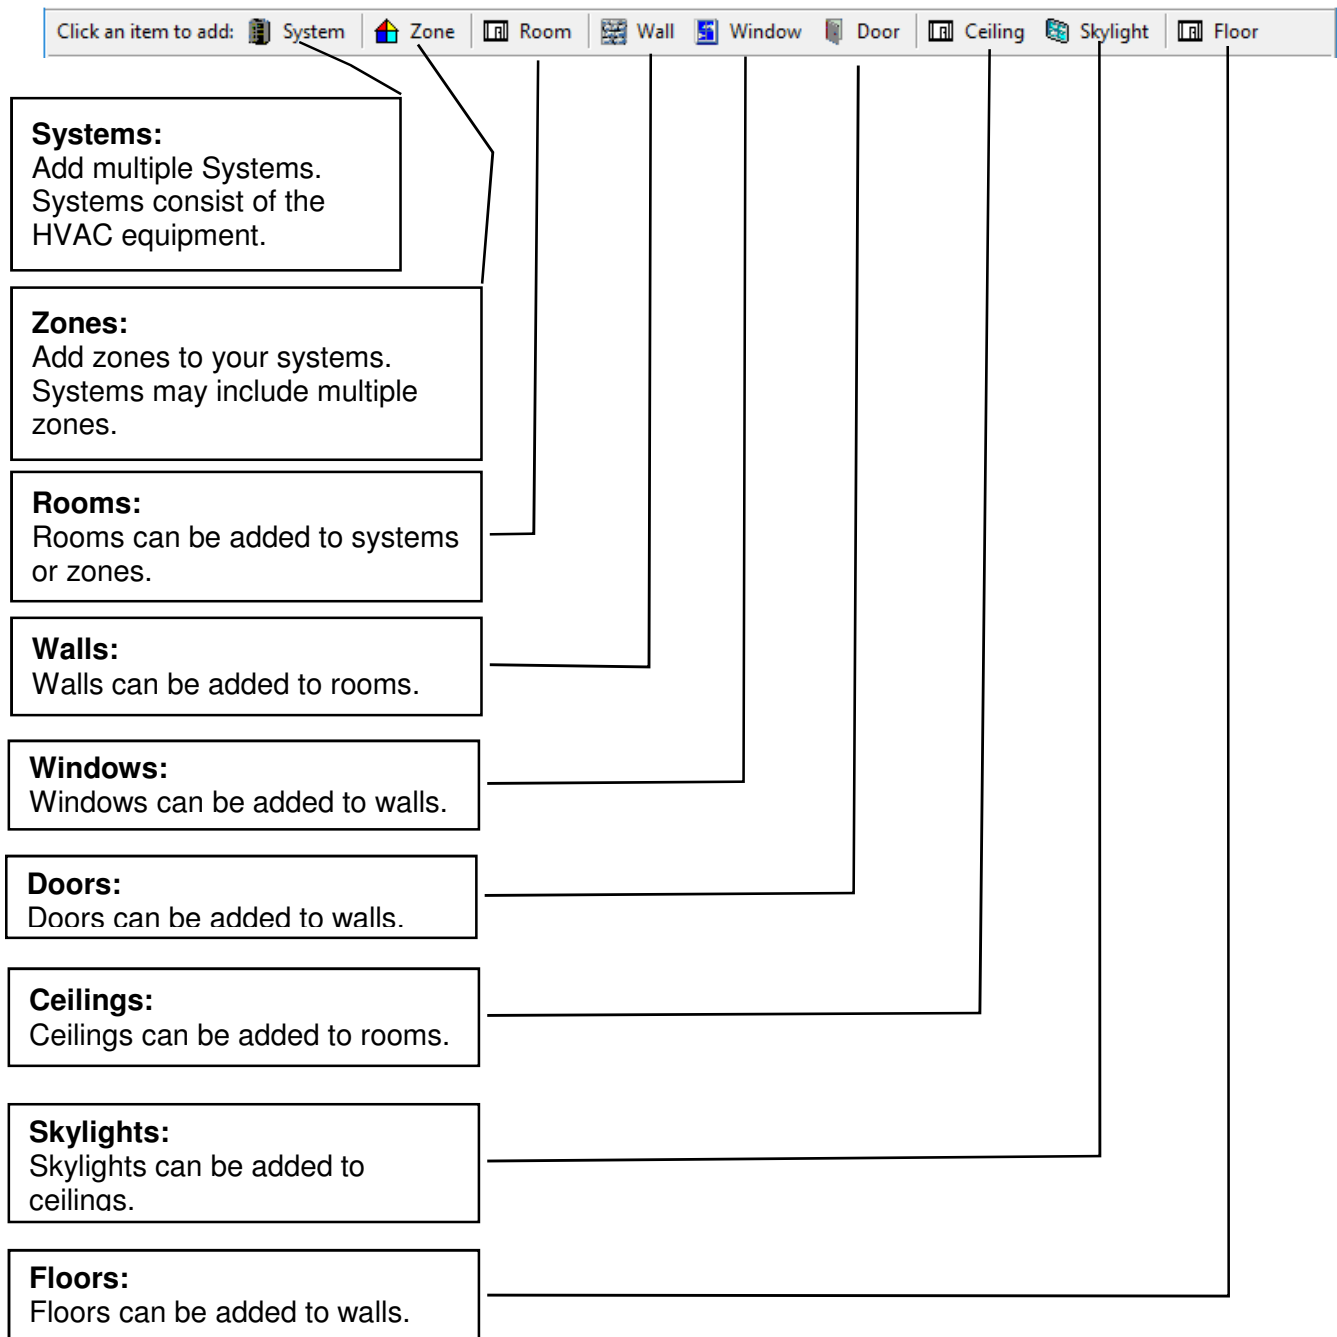 Click an item to add: System Zone Room Wall Window Door Ceiling Skylight Floor
Systems:
Add multiple Systems.
Systems consist of the
HVAC equipment.
Zones:
Add zones to your systems.
Systems may include multiple
zones.
Rooms:
Rooms can be added to systems
or zones.
Walls:
Walls can be added to rooms.
Windows:
Windows can be added to walls.
Doors:
Doors can be added to walls.
Ceilings:
Ceilings can be added to rooms.
Skylights:
Skylights can be added to
ceilings.
Floors:
Floors can be added to walls.